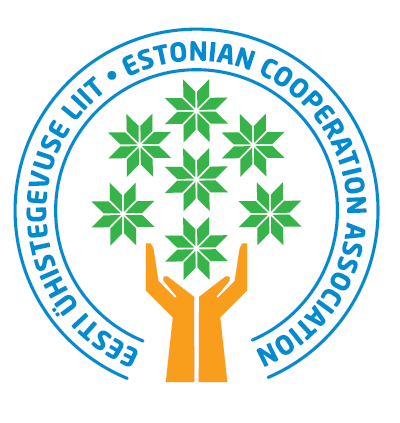 EESTI ÜHISTEGEVUSE LIIT • ESTONIAN COOPERATION ASSOCIATION